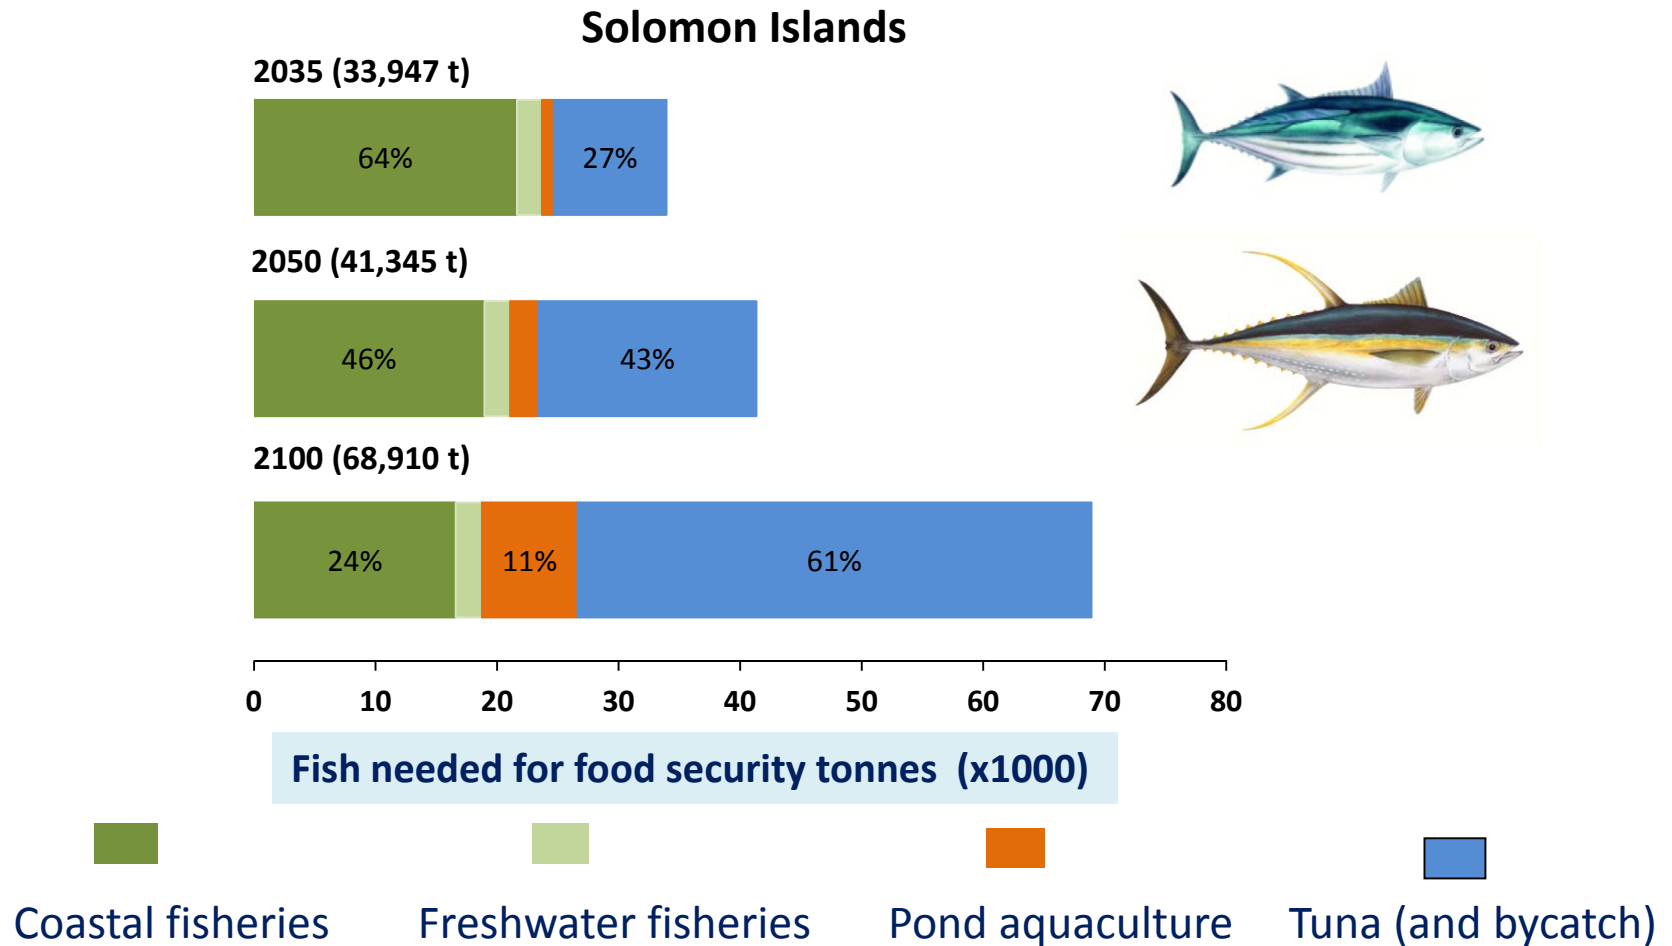 Solomon Islands
2035 (33,947 t)
64% 27%
2050 (41,345 t)
46% 43%
2100 (68,910 t)
24% 11% 61%
0 10 20 30 40 50 60 70 80
Fish needed for food security tonnes (x1000)
Coastal fisheries Freshwater fisheries Pond aquaculture Tuna (and bycatch)